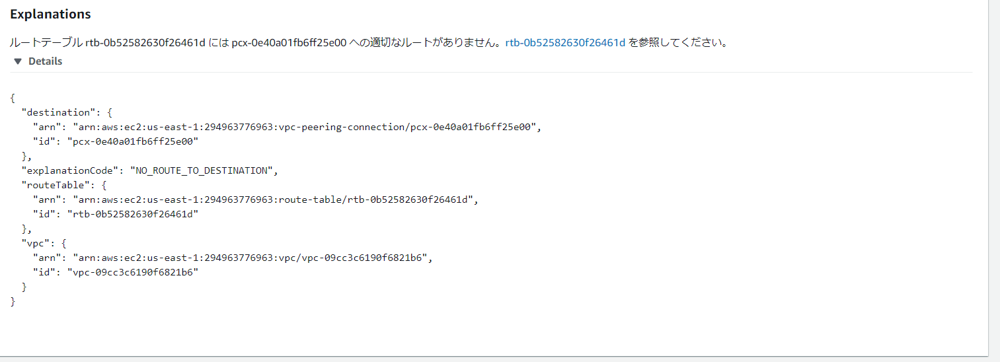 Explanations
ルートテーブル rtb-0b52582630f26461d には pcx-0e40a01fb6ff25e00 への適切なルートがありません。rtb-0b52582630f26461d を参照してください。
▼ Details
{
"destination": {
"arn": "arn:aws:ec2:us-east-1:294963776963:vpc-peering-connection/pcx-0e40a01fb6ff25e00",
"id": "pcx-0e40a01fb6ff25e00"
},
"explanationCode": "NO_ROUTE_TO_DESTINATION",
"routeTable": {
"arn": "arn:aws:ec2:us-east-1:294963776963:route-table/rtb-0b52582630f26461d",
"id": "rtb-0b52582630f26461d"
},
"vpc": {
"arn": "arn:aws:ec2:us-east-1:294963776963:vpc/vpc-09cc3c6190f6821b6",
"id": "vpc-09cc3c6190f6821b6"
}
}